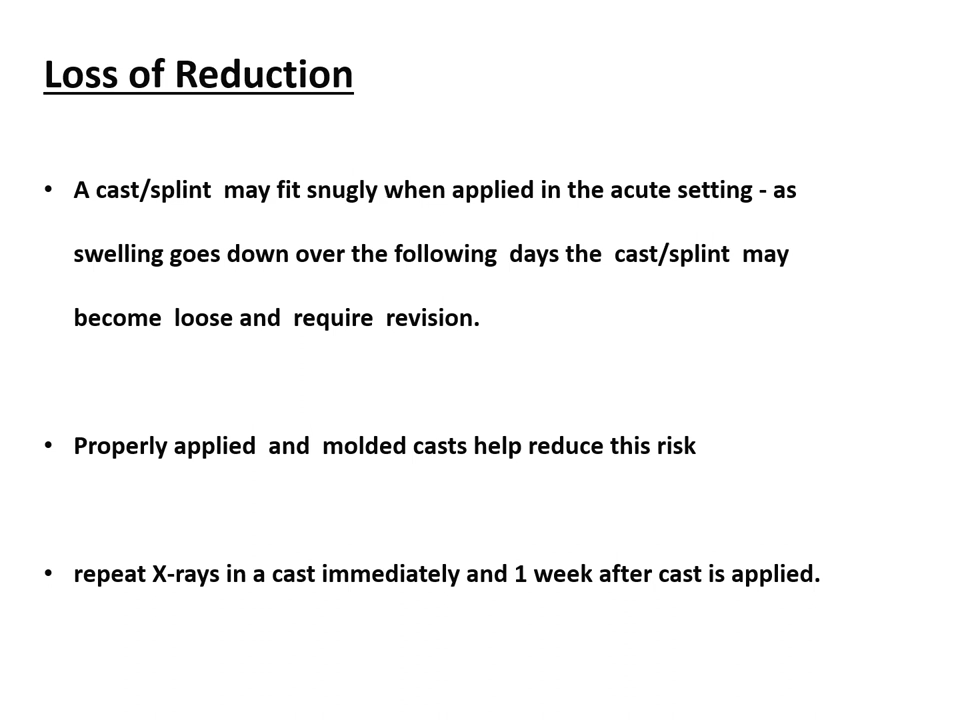 Loss of Reduction
• A cast/splint  may fit snugly when applied in the acute setting - as
swelling goes down over the following  days the  cast/splint  may
become  loose and  require  revision.
• Properly applied  and  molded casts help reduce this risk
• repeat X-rays in a cast immediately and 1 week after cast is applied.